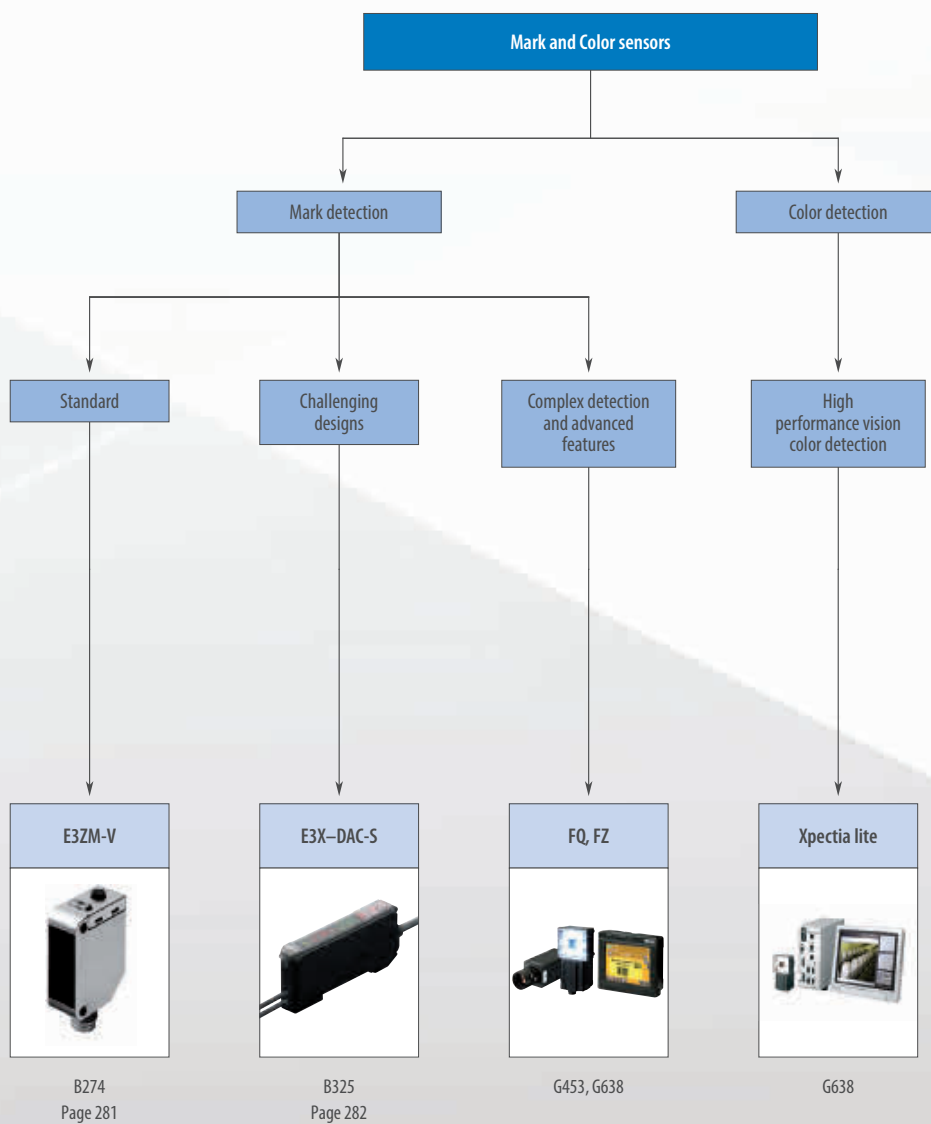 Mark and Color sensors
Mark detection
Color detection
Standard
Challenging
designs
Complex detection
and advanced
features
High
performance vision
color detection
E3ZM-V
E3X–DAC-S
FQ, FZ
Xpectia lite
B274
Page 281
B325
Page 282
G453, G638
G638